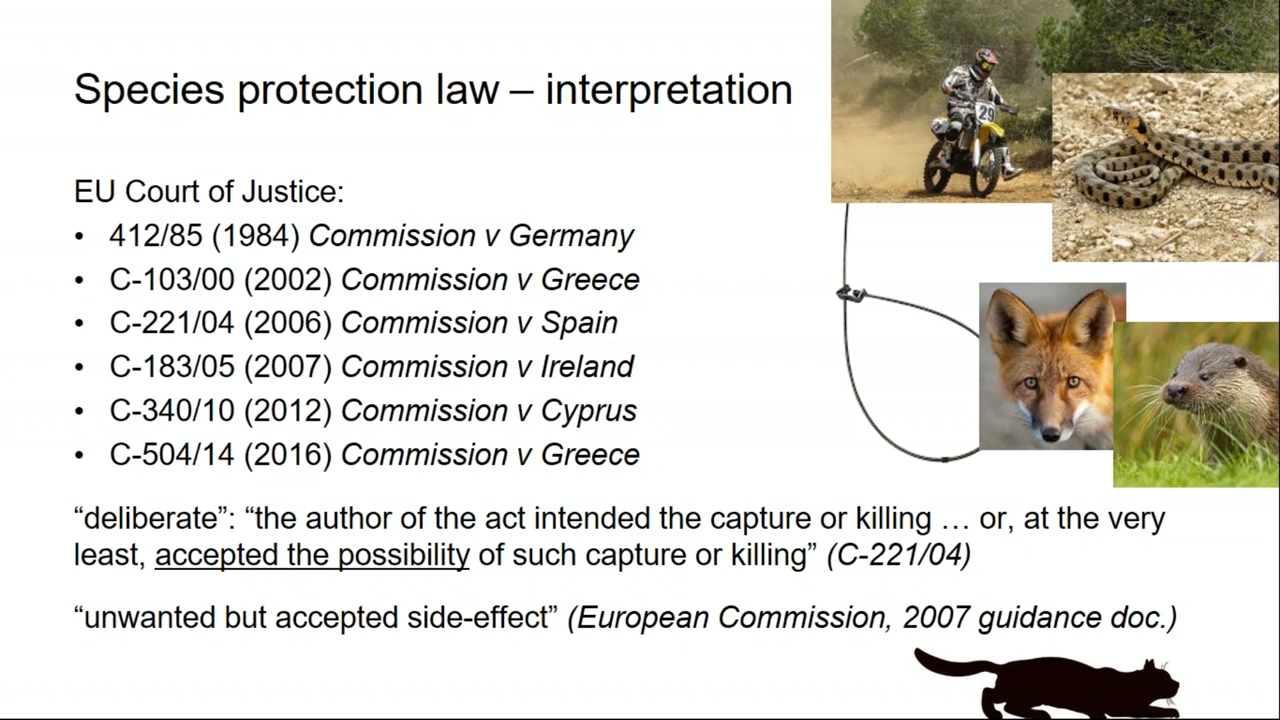 Species protection law – interpretation
EU Court of Justice:
• 412/85 (1984) Commission v Germany
• C-103/00 (2002) Commission v Greece
• C-221/04 (2006) Commission v Spain
• C-183/05 (2007) Commission v Ireland
• C-340/10 (2012) Commission v Cyprus
• C-504/14 (2016) Commission v Greece
“deliberate”: “the author of the act intended the capture or killing … or, at the very
least, accepted the possibility of such capture or killing” (C-221/04)
“unwanted but accepted side-effect” (European Commission, 2007 guidance doc.)
29